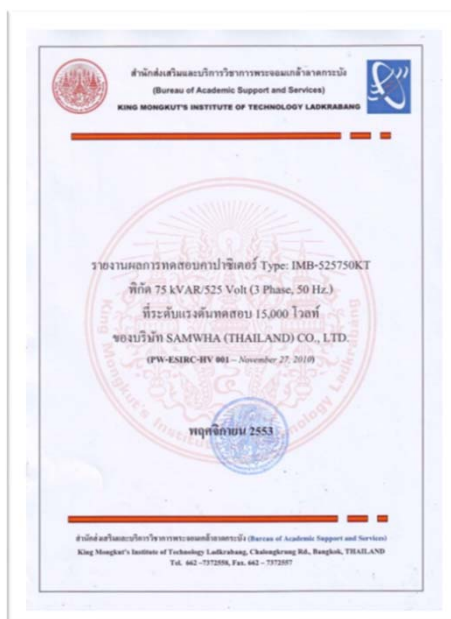 สำนักส่งเสริมและบริการวิชาการพระจอมเกล้าลาดกระบัง
(Bureau of Academic Support and Services)
KING MONGKUT'S INSTITUTE OF TECHNOLOGY LADKRABANG
รายงานผลการทดสอบคาปาซิเตอร์ Type: IMB-525750KT
พิกัด 75 kVAR/525 Volt (3 Phase, 50 Hz.)
ที่ระดับแรงดันทดสอบ 15,000 โวลท์
ของบริษัท SAMWHA (THAILAND) CO., LTD.
(PW-ESIRC-HV 001 – November 27, 2010)
King Mongkut's Institute of Technology Ladkrabang
พฤศจิกายน 2553
สำนักส่งเสริมและบริการวิชาการพระจอมเกล้าลาดกระบัง (Bureau of Academic Support and Services)
King Mongkut's Institute of Technology Ladkrabang, Chalongkrung Rd., Bangkok, THAILAND
Tel. 662 –7372558, Fax. 662 – 7372557